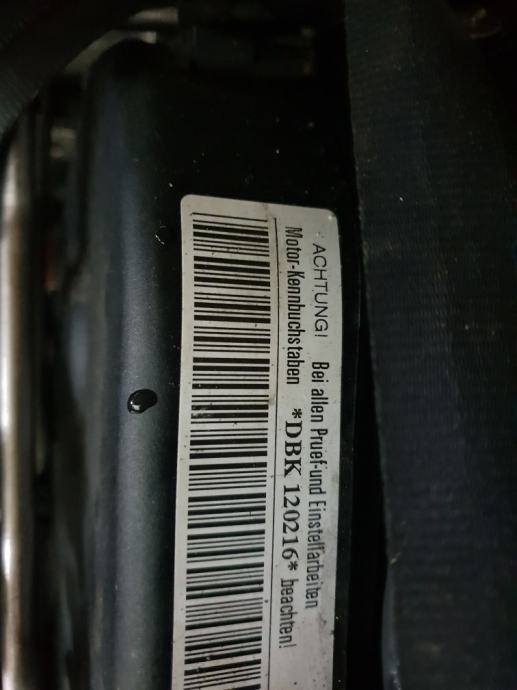 ACHTUNG! Bei allen Pruef-und Einstellarbeiten
Motor-Kennbuchstaben *DBK 120216* beachten!